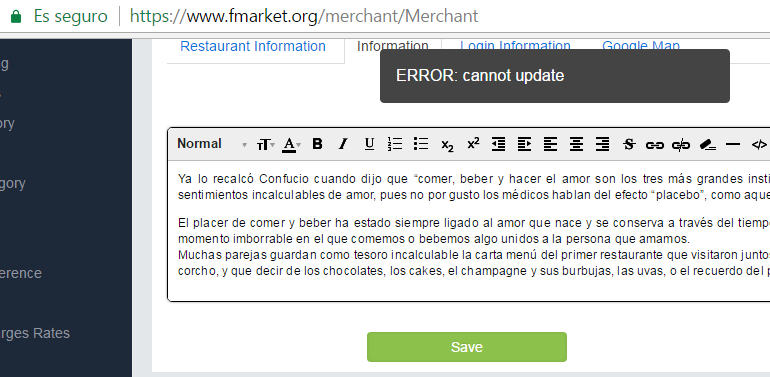 Es seguro https://www.fmarket.org/merchant/Merchant
Restaurant Information Information Login Information Google Map
ERROR: cannot update
Normal
Ya lo recalcó Confucio cuando dijo que “comer, beber y hacer el amor son los tres más grandes insti
sentimientos incalculables de amor, pues no por gusto los médicos hablan del efecto “placebo”, como aque
El placer de comer y beber ha estado siempre ligado al amor que nace y se conserva a través del tiemp
momento imborrable en el que comemos o bebemos algo unidos a la persona que amamos.
Muchas parejas guardan como tesoro incalculable la carta menú del primer restaurante que visitaron juntos
corcho, y que decir de los chocolates, los cakes, el champagne y sus burbujas, las uvas, o el recuerdo del p
Save
g
ory
gory
erence
rges Rates